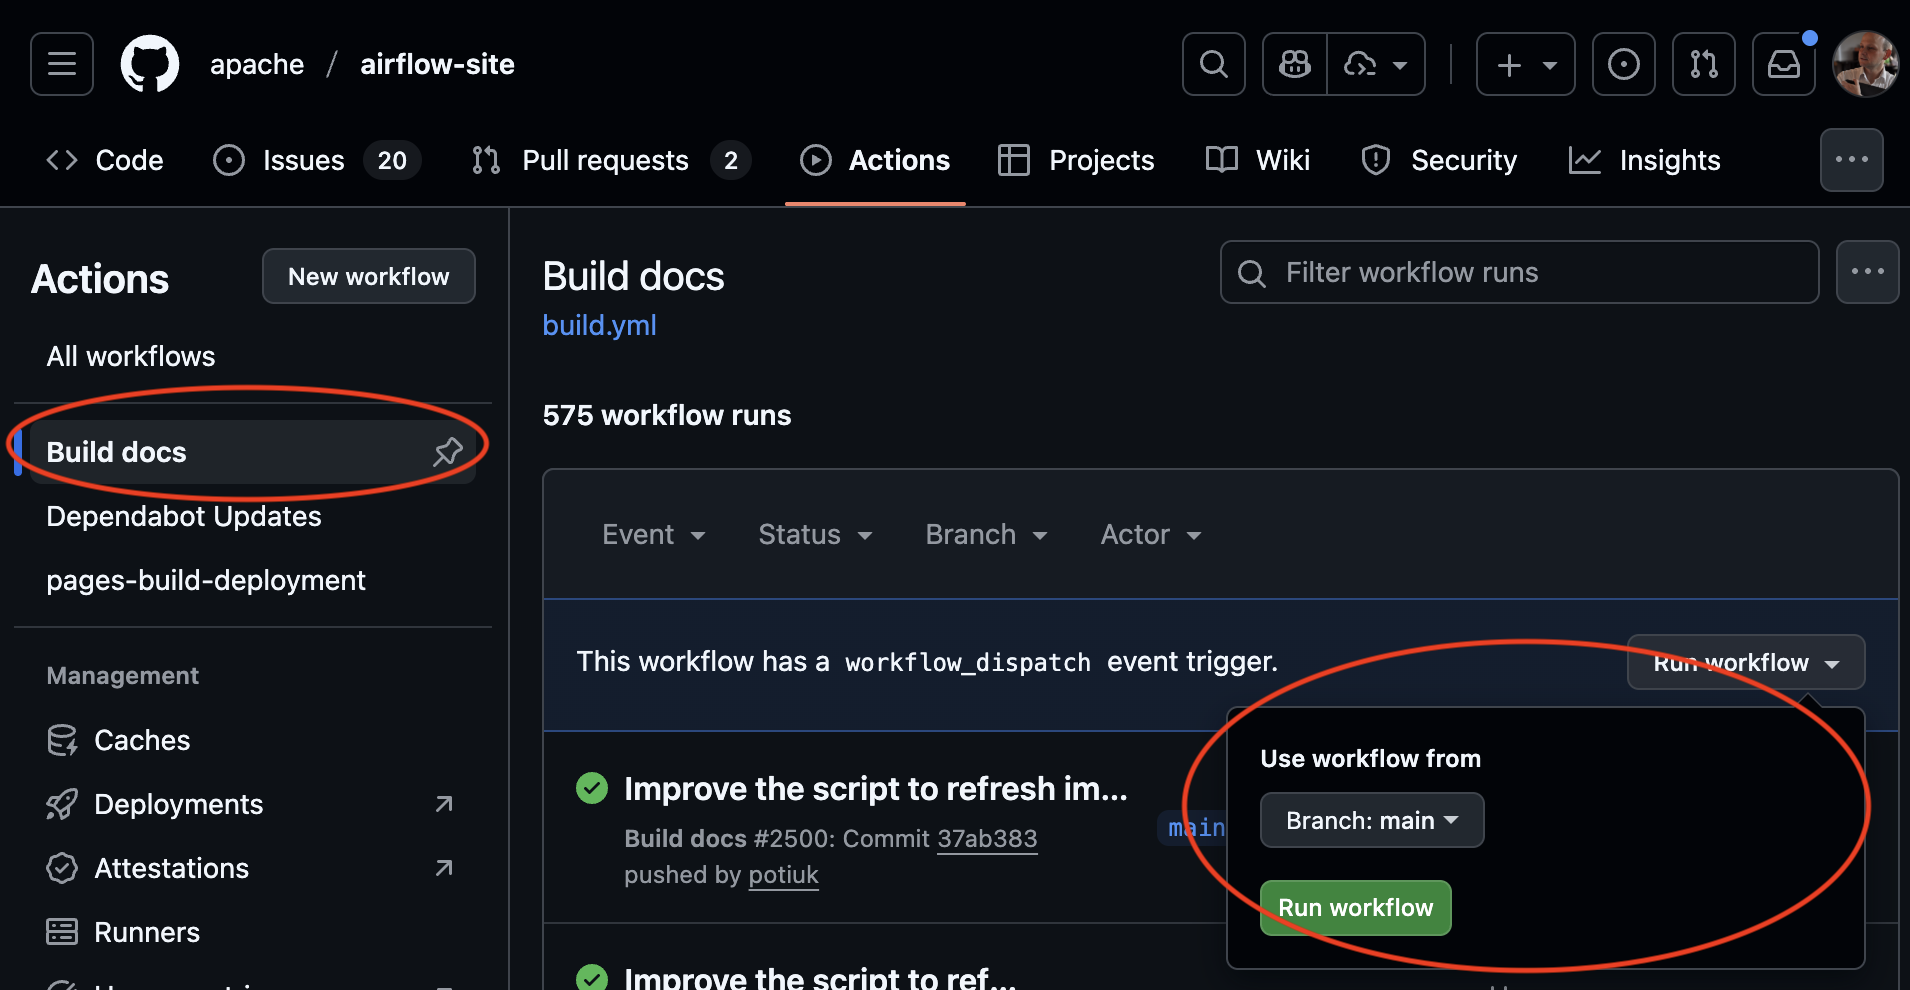 apache / airflow-site
Code
Issues 20
Pull requests 2
Actions
Projects
Wiki
Security
Insights
Actions
New workflow
All workflows
Build docs
Dependabot Updates
pages-build-deployment
Management
Caches
Deployments
Attestations
Runners
Build docs
build.yml
Filter workflow runs
575 workflow runs
Event
Status
Branch
Actor
This workflow has a workflow_dispatch event trigger.
Run workflow
Use workflow from
Branch: main
Run workflow
Improve the script to refresh im...
Build docs #2500: Commit 37ab383
pushed by potiuk
main
Improve the script to ref...